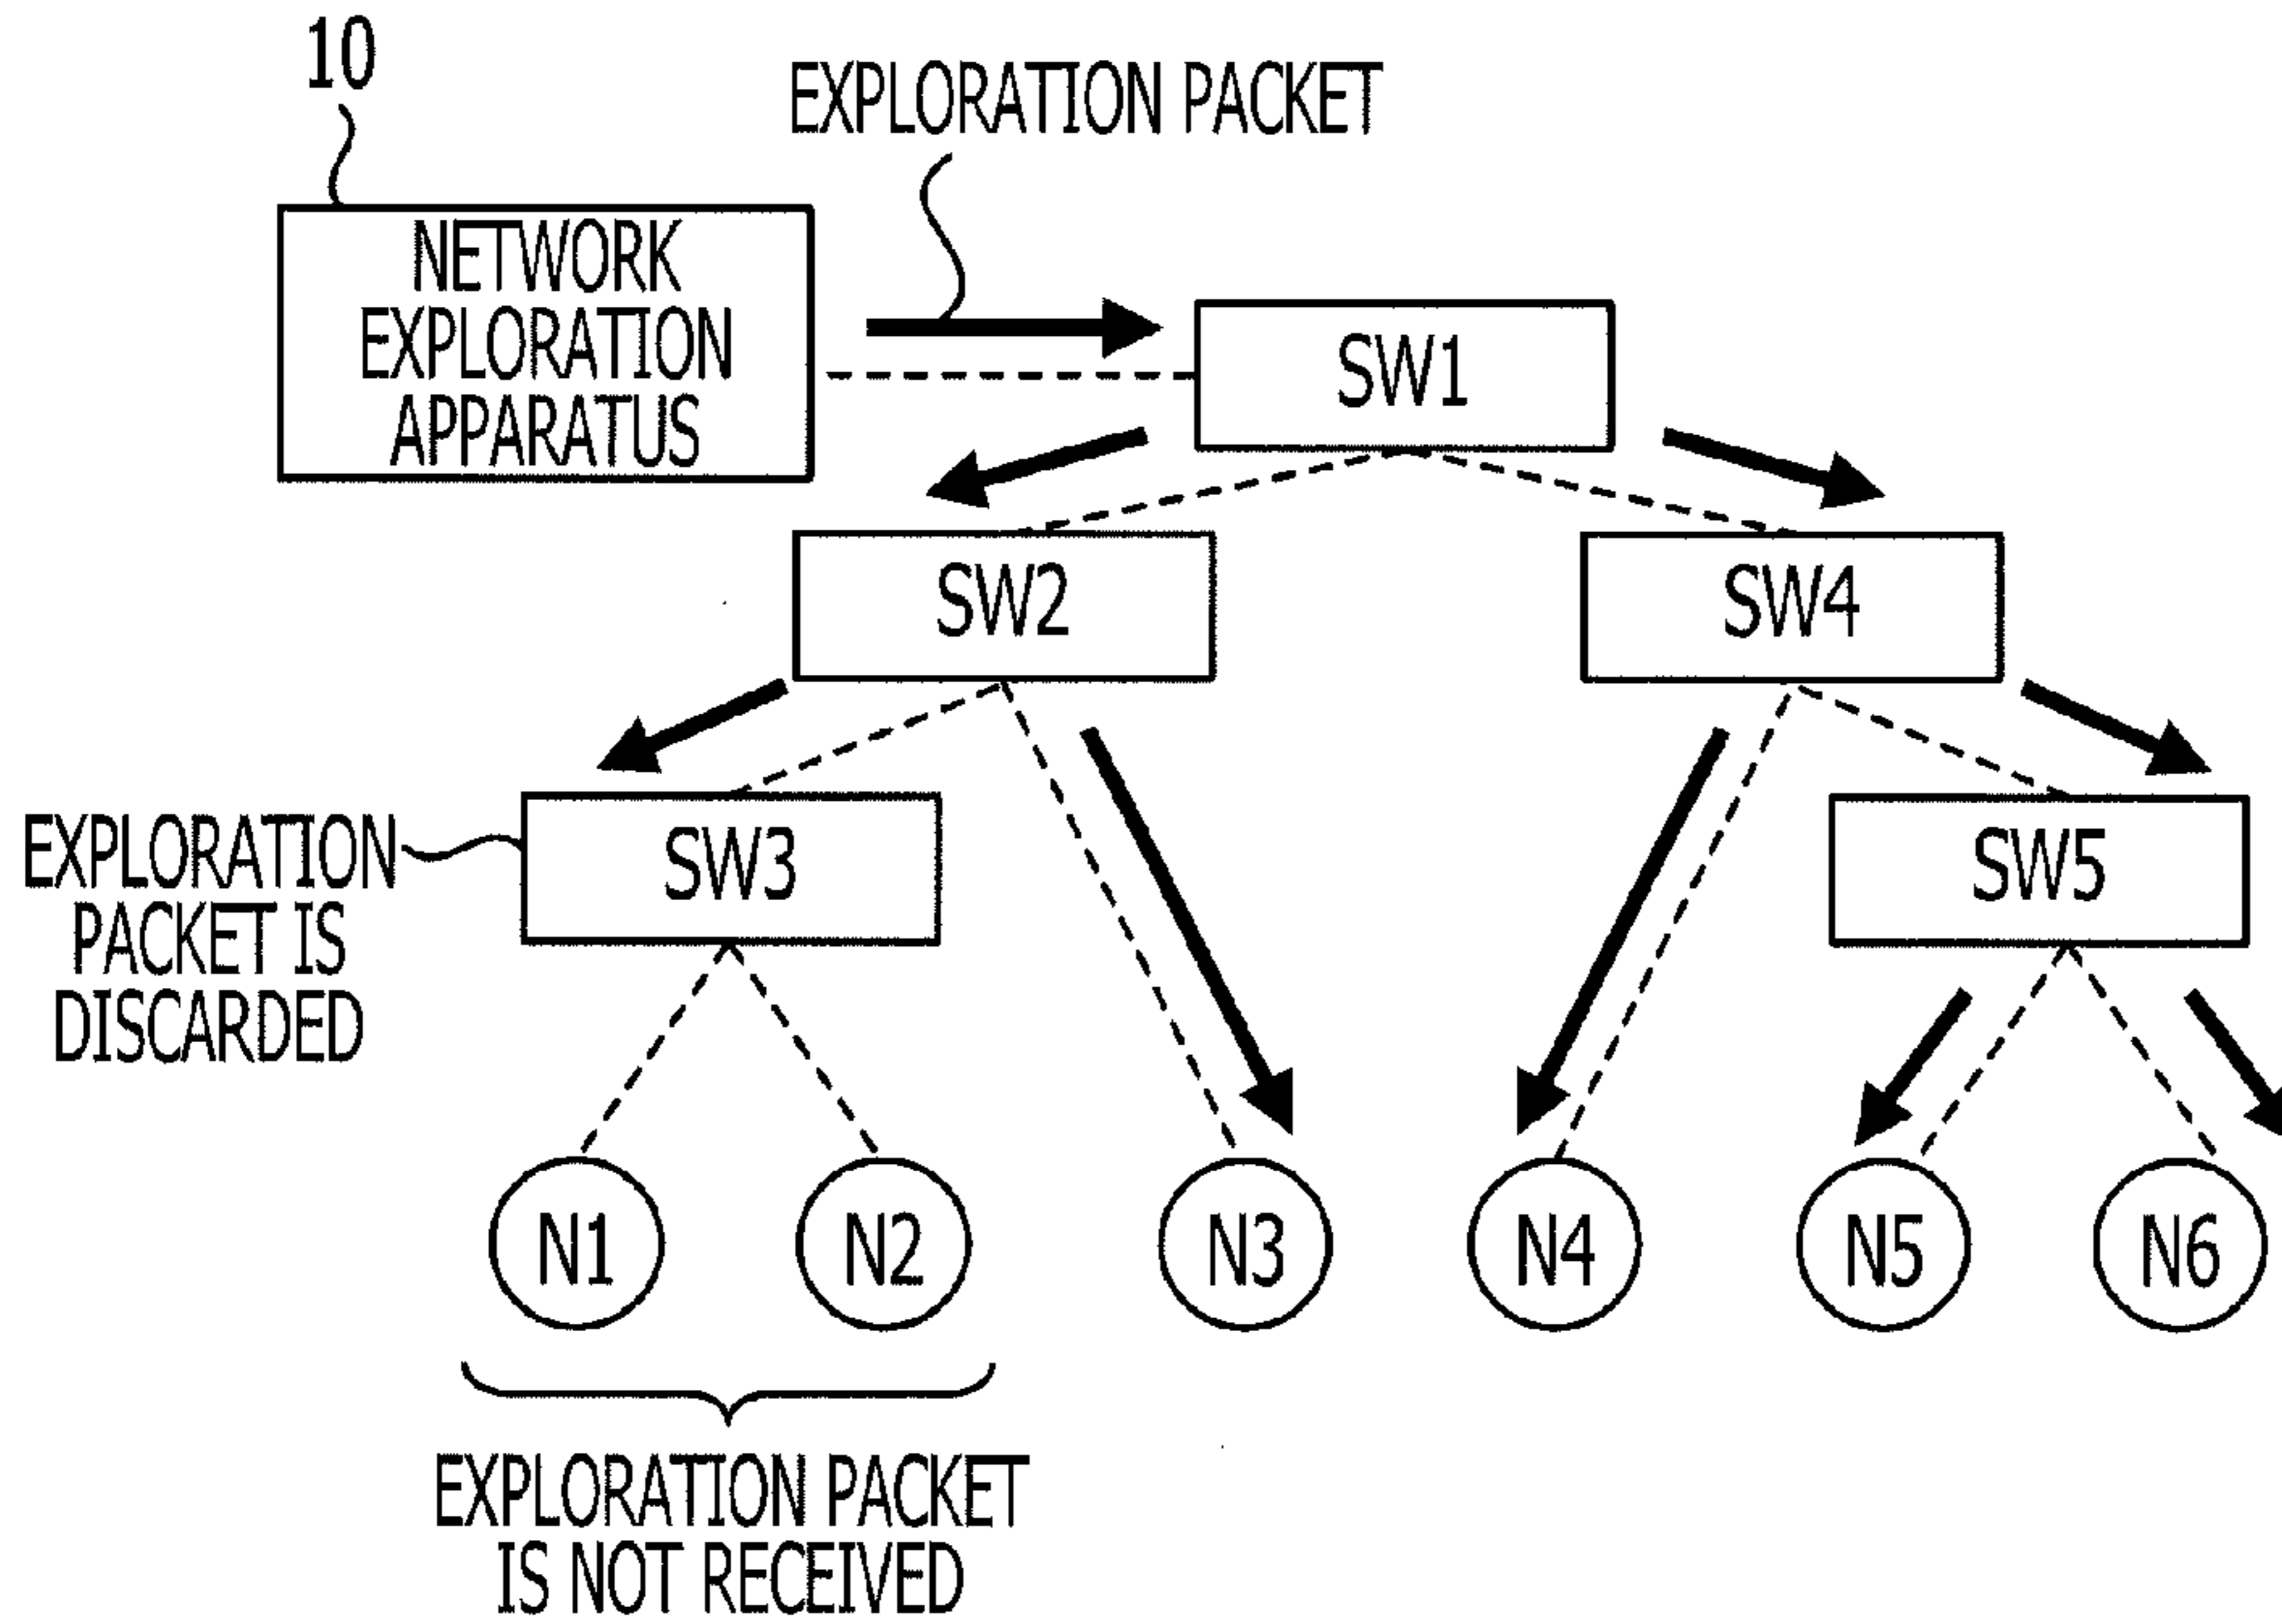 10
EXPLORATION PACKET
NETWORK
EXPLORATION
APPARATUS
SW1
SW2
SW4
EXPLORATION
PACKET IS
DISCARDED
SW3
SW5
N1
N2
N3
N4
N5
N6
EXPLORATION PACKET
IS NOT RECEIVED